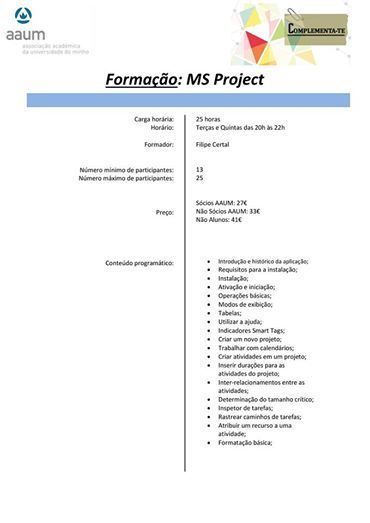 aaum
associação académica
da universidade do minho
COMPLEMENTA-TE
Formação: MS Project
Carga horária: 25 horas
Horário: Terças e Quintas das 20h às 22h
Formador: Filipe Certal
Número mínimo de participantes: 13
Número máximo de participantes: 25
Sócios AAUM: 27€
Preço: Não Sócios AAUM: 33€
Não Alunos: 41€
Conteúdo programático:
• Introdução e histórico da aplicação;
• Requisitos para a instalação;
• Instalação;
• Ativação e iniciação;
• Operações básicas;
• Modos de exibição;
• Tabelas;
• Utilizar a ajuda;
• Indicadores Smart Tags;
• Criar um novo projeto;
• Trabalhar com calendários;
• Criar atividades em um projeto;
• Inserir durações para as
atividades do projeto;
• Inter-relacionamentos entre as
atividades;
• Determinação do tamanho crítico;
• Inspetor de tarefas;
• Rastrear caminhos de tarefas;
• Atribuir um recurso a uma
atividade;
• Formatação básica;